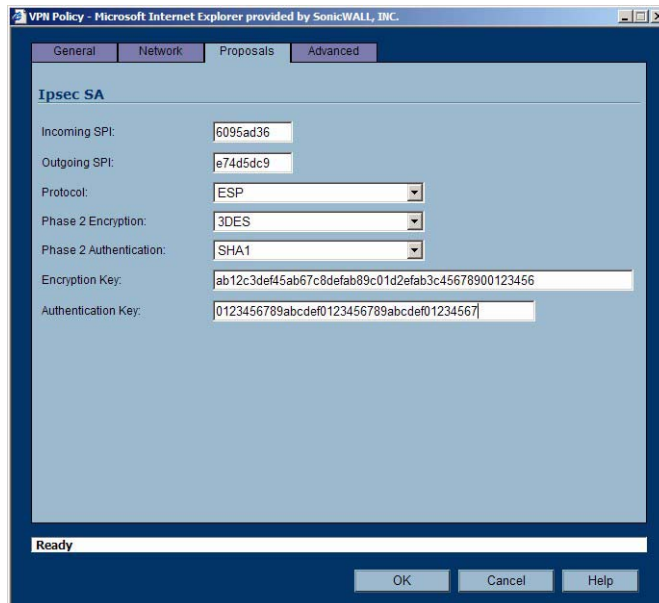 VPN Policy - Microsoft Internet Explorer provided by SonicWALL, INC.
General Network Proposals Advanced
Ipsec SA
Incoming SPI: 6095ad36
Outgoing SPI: e74d5dc9
Protocol: ESP
Phase 2 Encryption: 3DES
Phase 2 Authentication: SHA1
Encryption Key: ab12c3def45ab67c8defab89c01d2efab3c45678900123456
Authentication Key: 0123456789abcdef0123456789abcdef01234567
Ready
OK Cancel Help